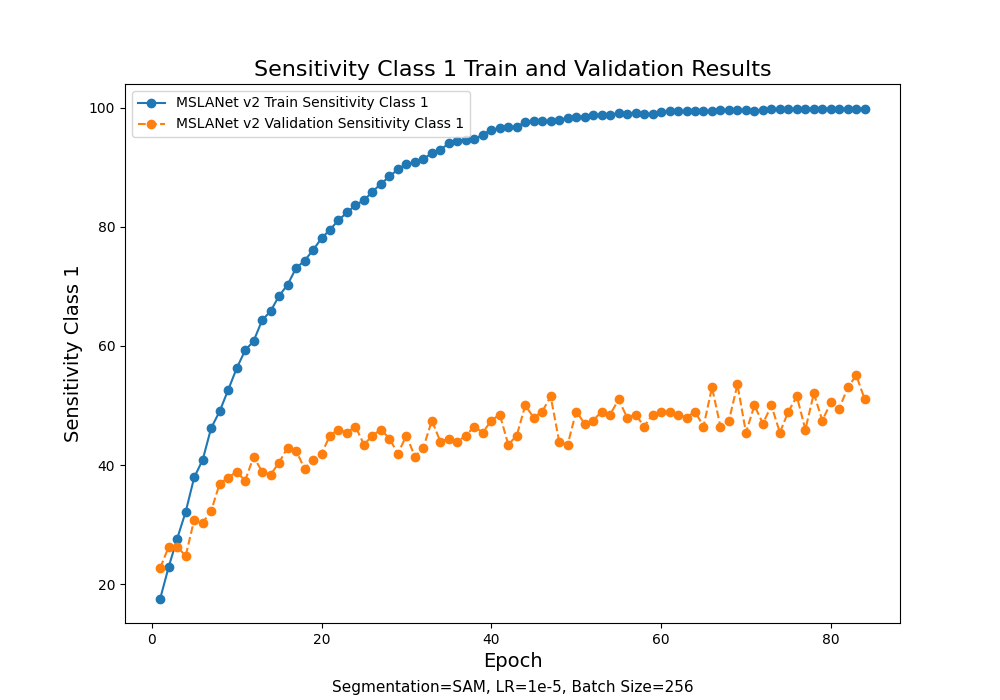 Sensitivity Class 1 Train and Validation Results
MSLANet v2 Train Sensitivity Class 1
MSLANet v2 Validation Sensitivity Class 1
Sensitivity Class 1
100
80
60
40
20
0
20
40
60
80
Epoch
Segmentation=SAM, LR=1e-5, Batch Size=256